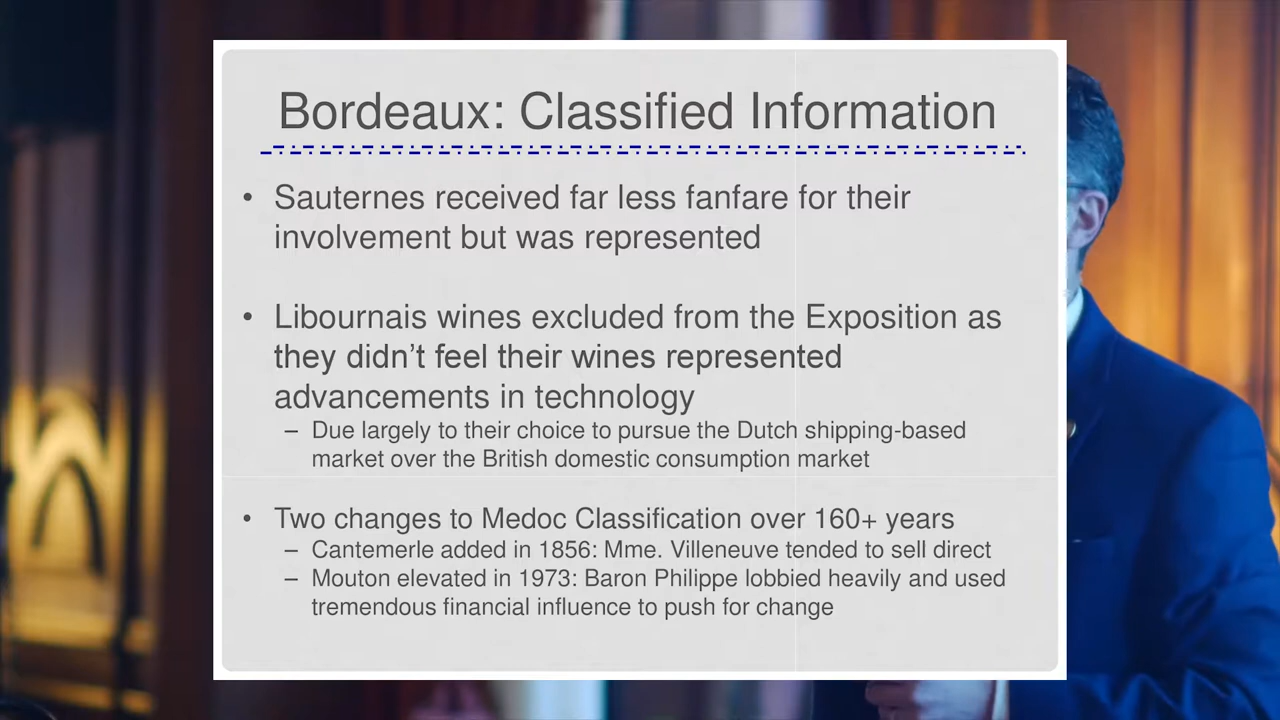 Bordeaux: Classified Information
• Sauternes received far less fanfare for their
involvement but was represented
• Libournais wines excluded from the Exposition as
they didn’t feel their wines represented
advancements in technology
– Due largely to their choice to pursue the Dutch shipping-based
market over the British domestic consumption market
• Two changes to Medoc Classification over 160+ years
– Cantemerle added in 1856: Mme. Villeneuve tended to sell direct
– Mouton elevated in 1973: Baron Philippe lobbied heavily and used
tremendous financial influence to push for change